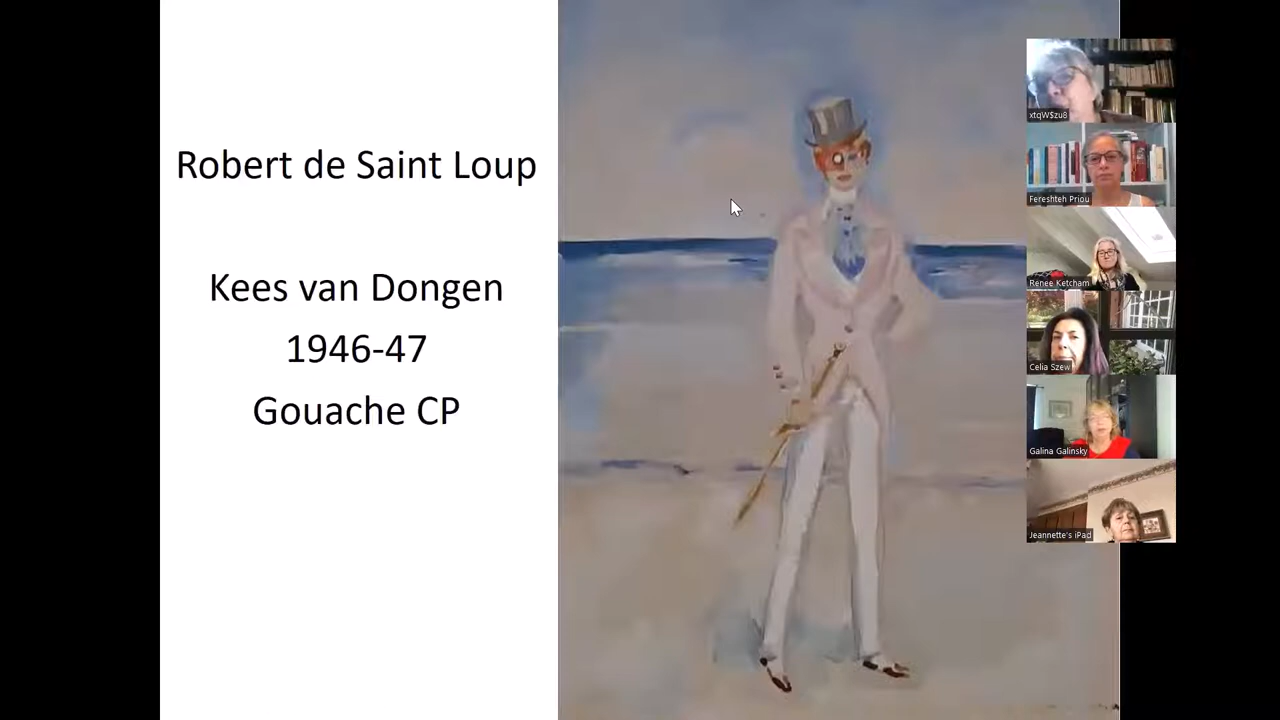 Robert de Saint Loup
Kees van Dongen
1946-47
Gouache CP
xtqW$zu8
Fereshteh Priou
Renee Ketcham
Celia Szew
Galina Galinsky
Jeannette's iPad